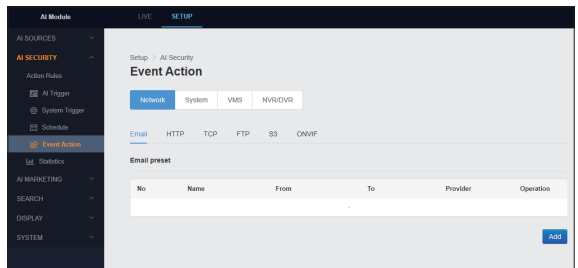 AI Module
LIVE SETUP
AI SOURCES
AI SECURITY
Action Rules
AI Trigger
System Trigger
Schedule
Event Action
Statistics
AI MARKETING
SEARCH
DISPLAY
SYSTEM
Setup > AI Security
Event Action
Network System VMS NVR/DVR
Email HTTP TCP FTP S3 ONVIF
Email preset
No Name From To Provider Operation
-
Add